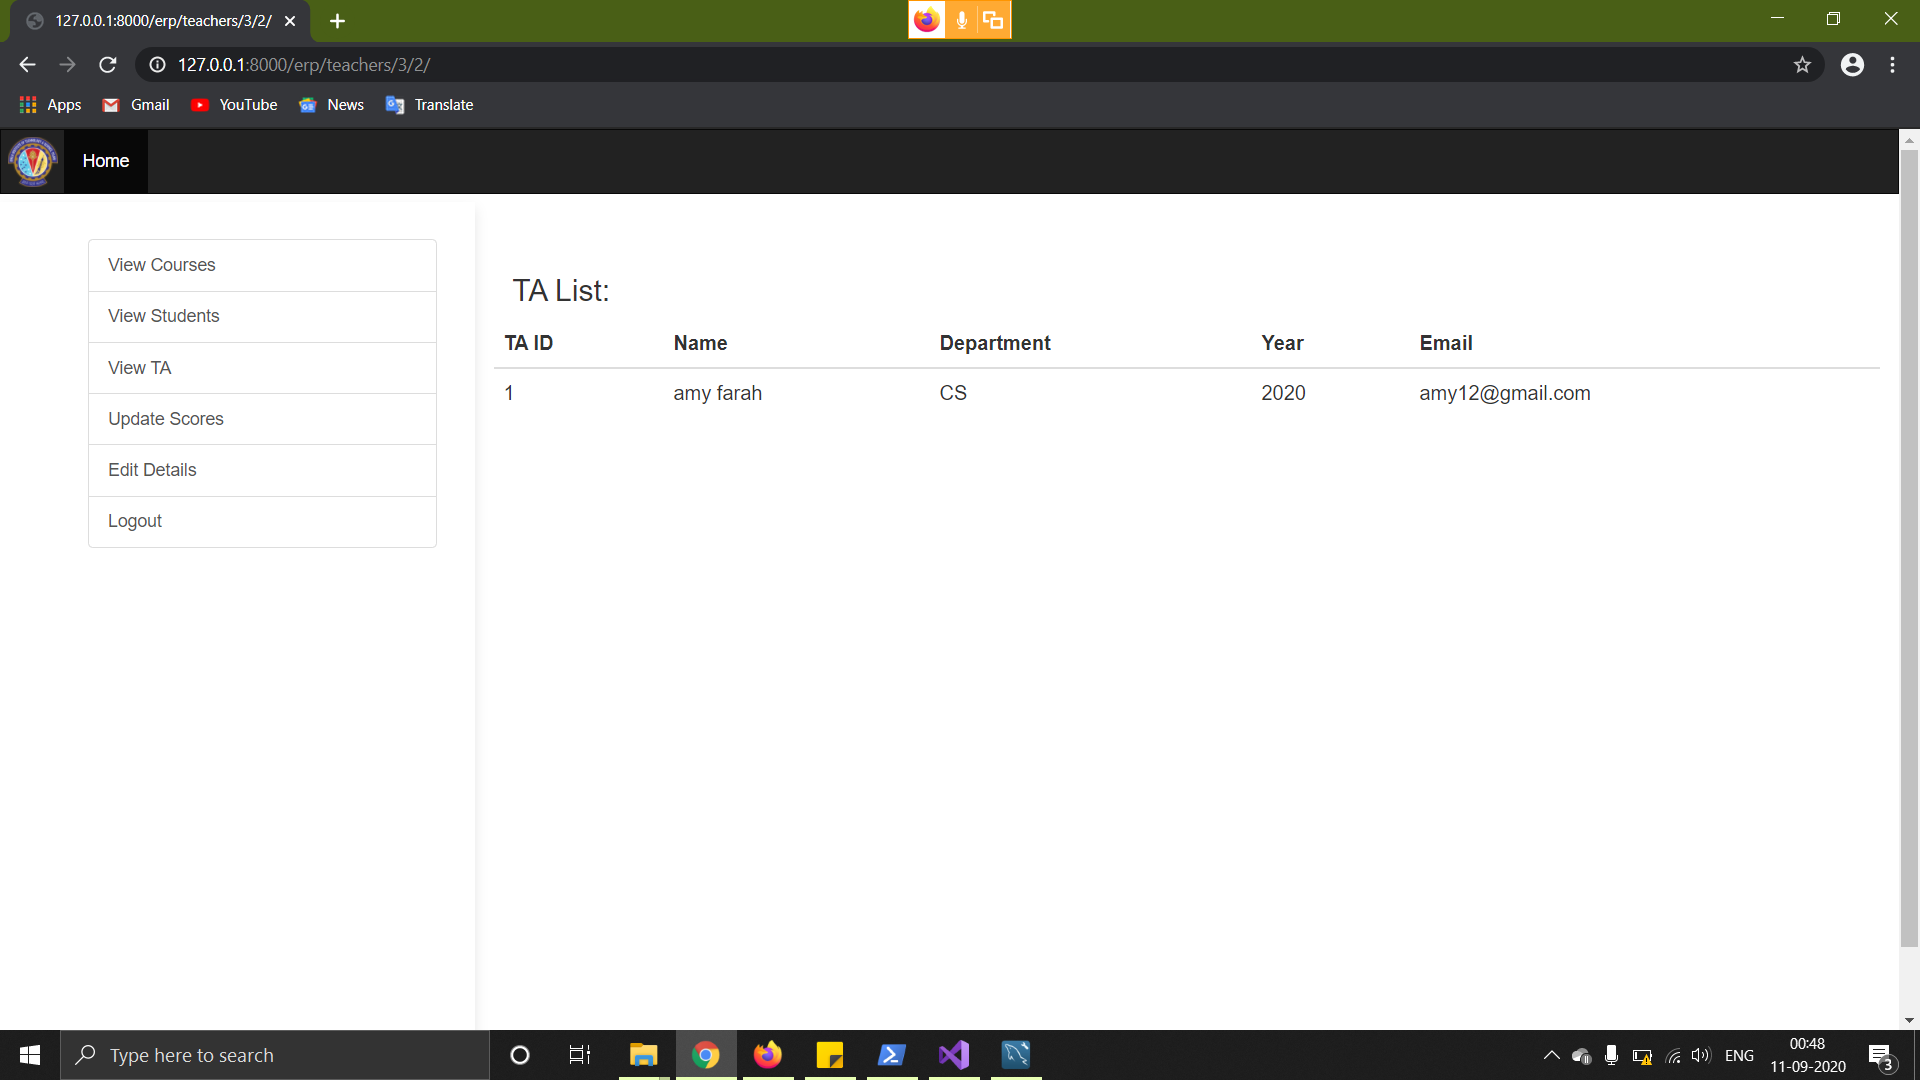 127.0.0.1:8000/erp/teachers/3/2/
127.0.0.1:8000/erp/teachers/3/2/
Apps Gmail YouTube News Translate
Home
View Courses
View Students
View TA
Update Scores
Edit Details
Logout
TA List:
TA ID Name Department Year Email
1 amy farah CS 2020 amy12@gmail.com
Type here to search
ENG
00:48
11-09-2020
3